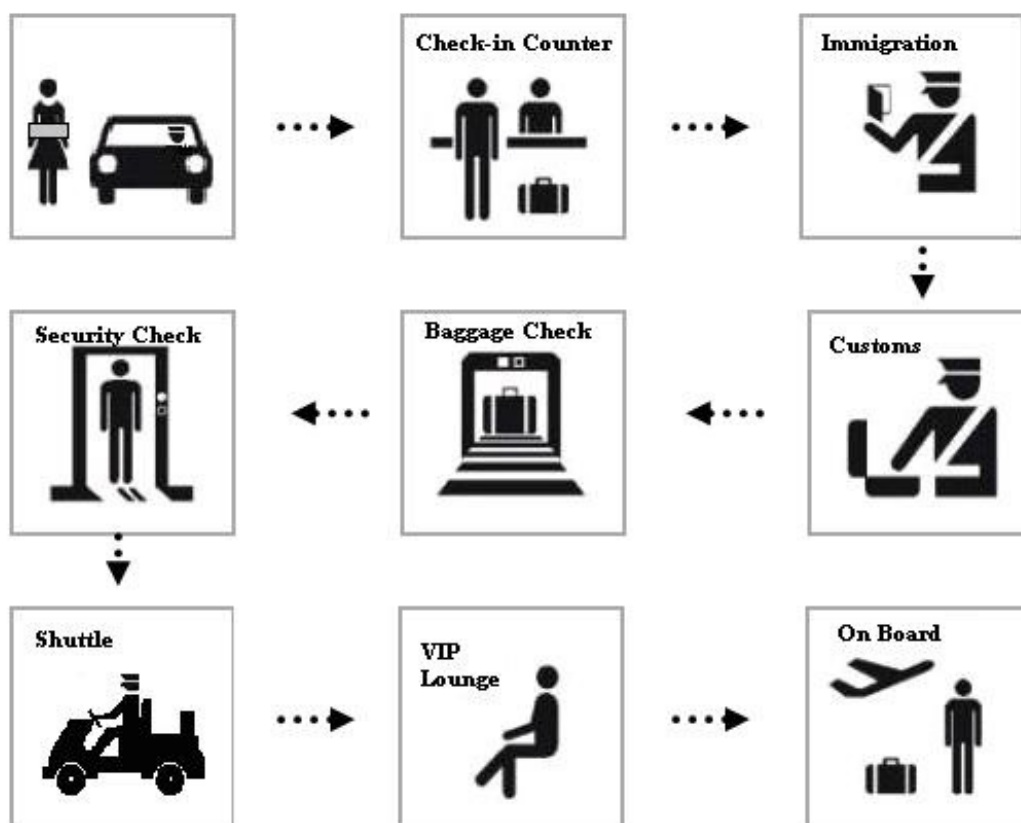 Check-in Counter
Immigration
Customs
Baggage Check
Security Check
Shuttle
VIP
Lounge
On Board